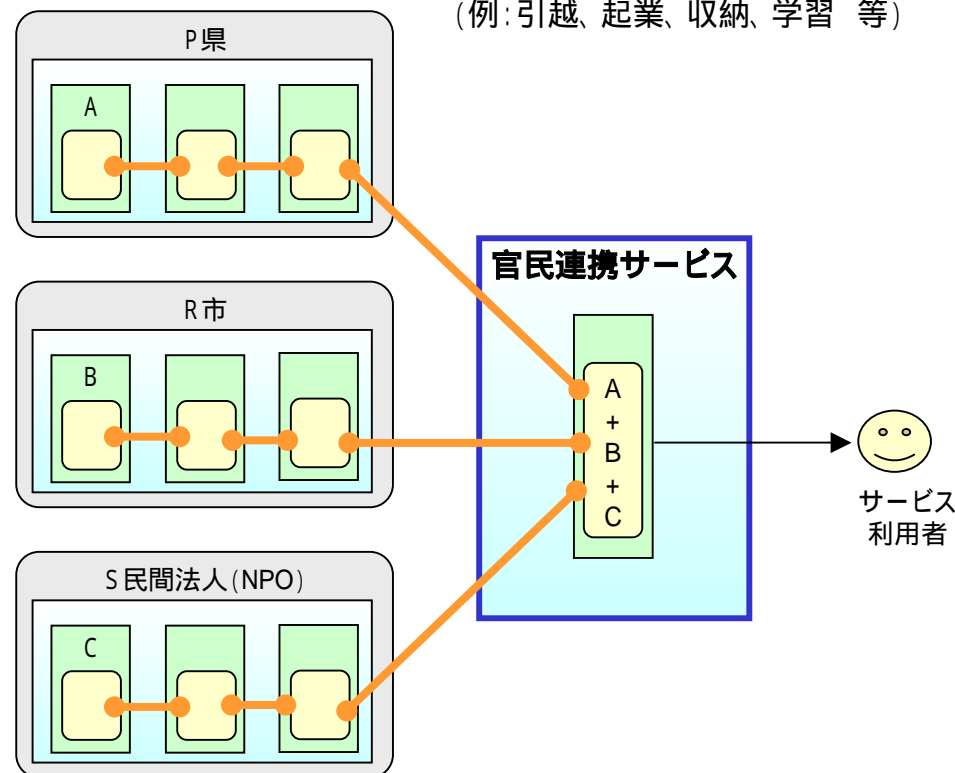 (例:引越、起業、収納、学習 等)
P県
A
官民連携サービス
R市
B
A
+
B
+
C
サービス
利用者
S民間法人(NPO)
C